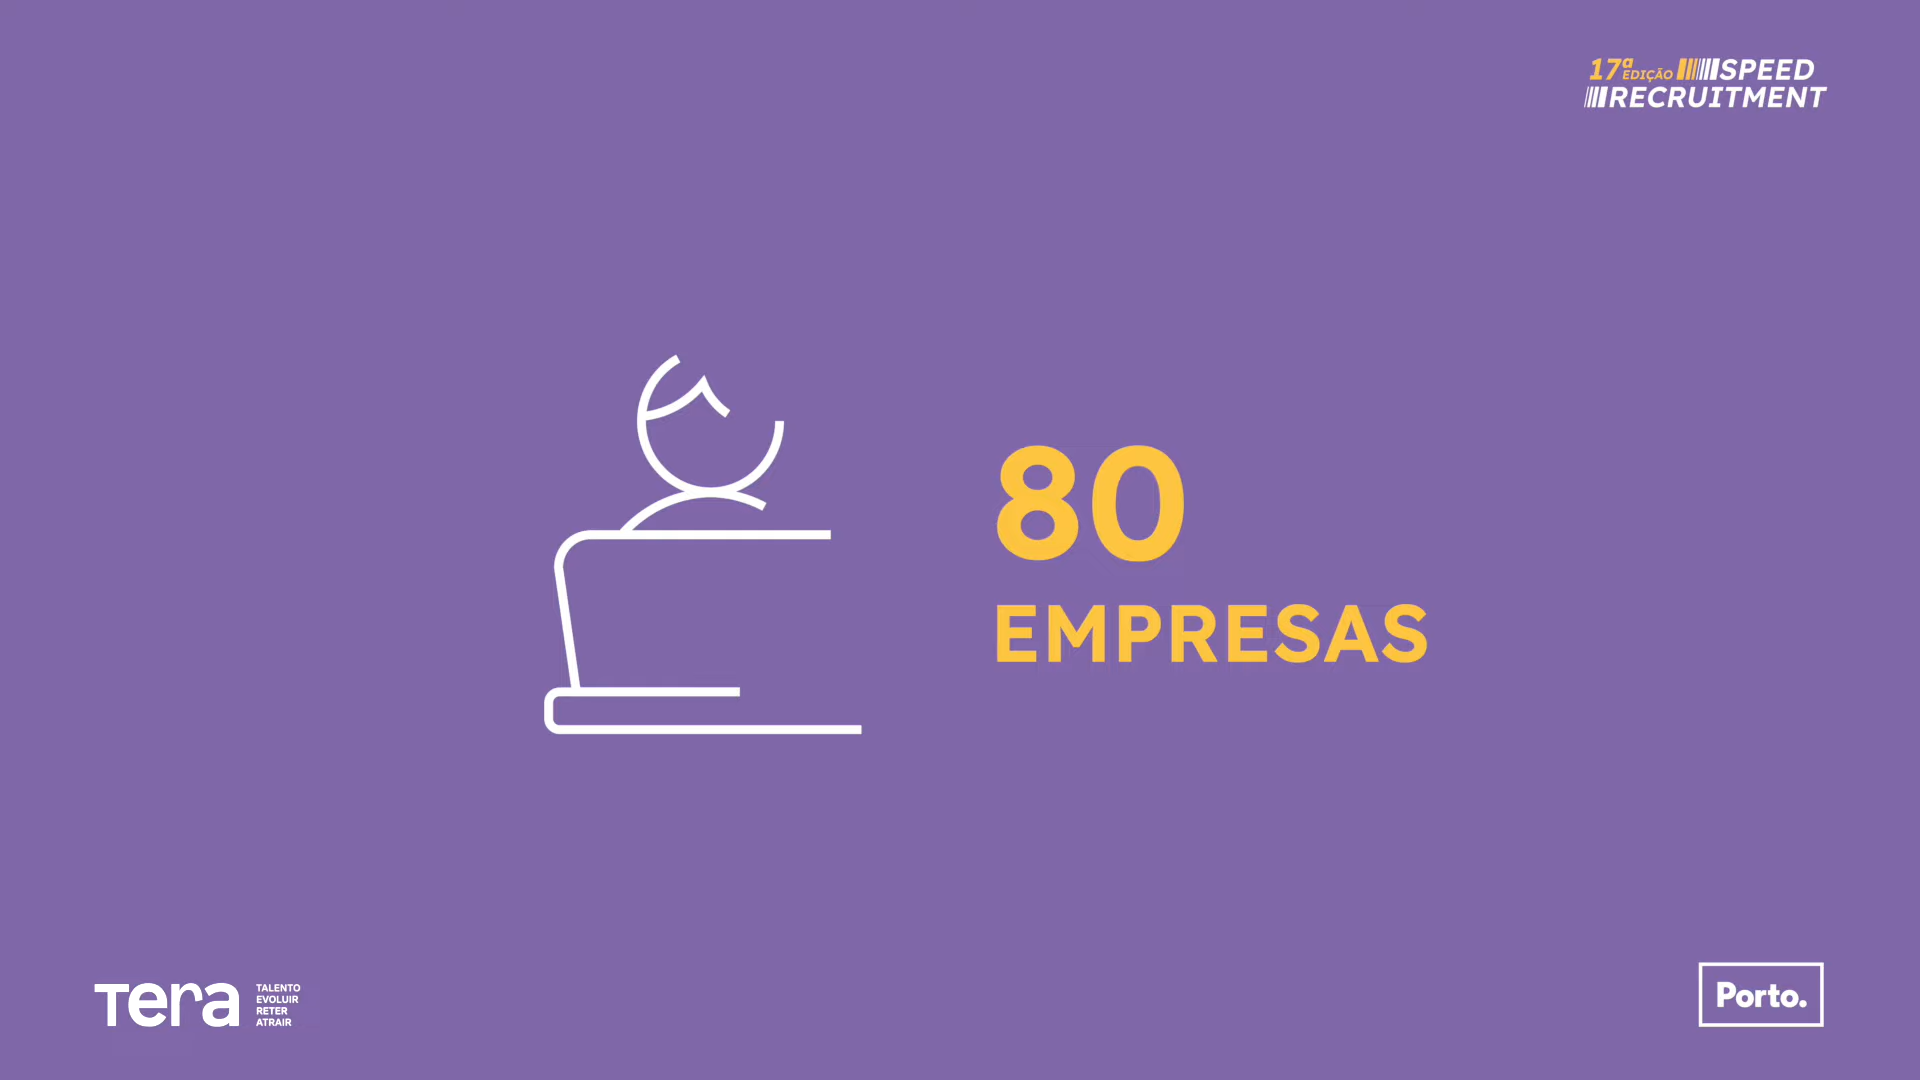 17ª EDIÇÃO SPEED
RECRUITMENT
80
EMPRESAS
Tera
TALENTO
EVOLUIR
RETER
ATRAIR
Porto.